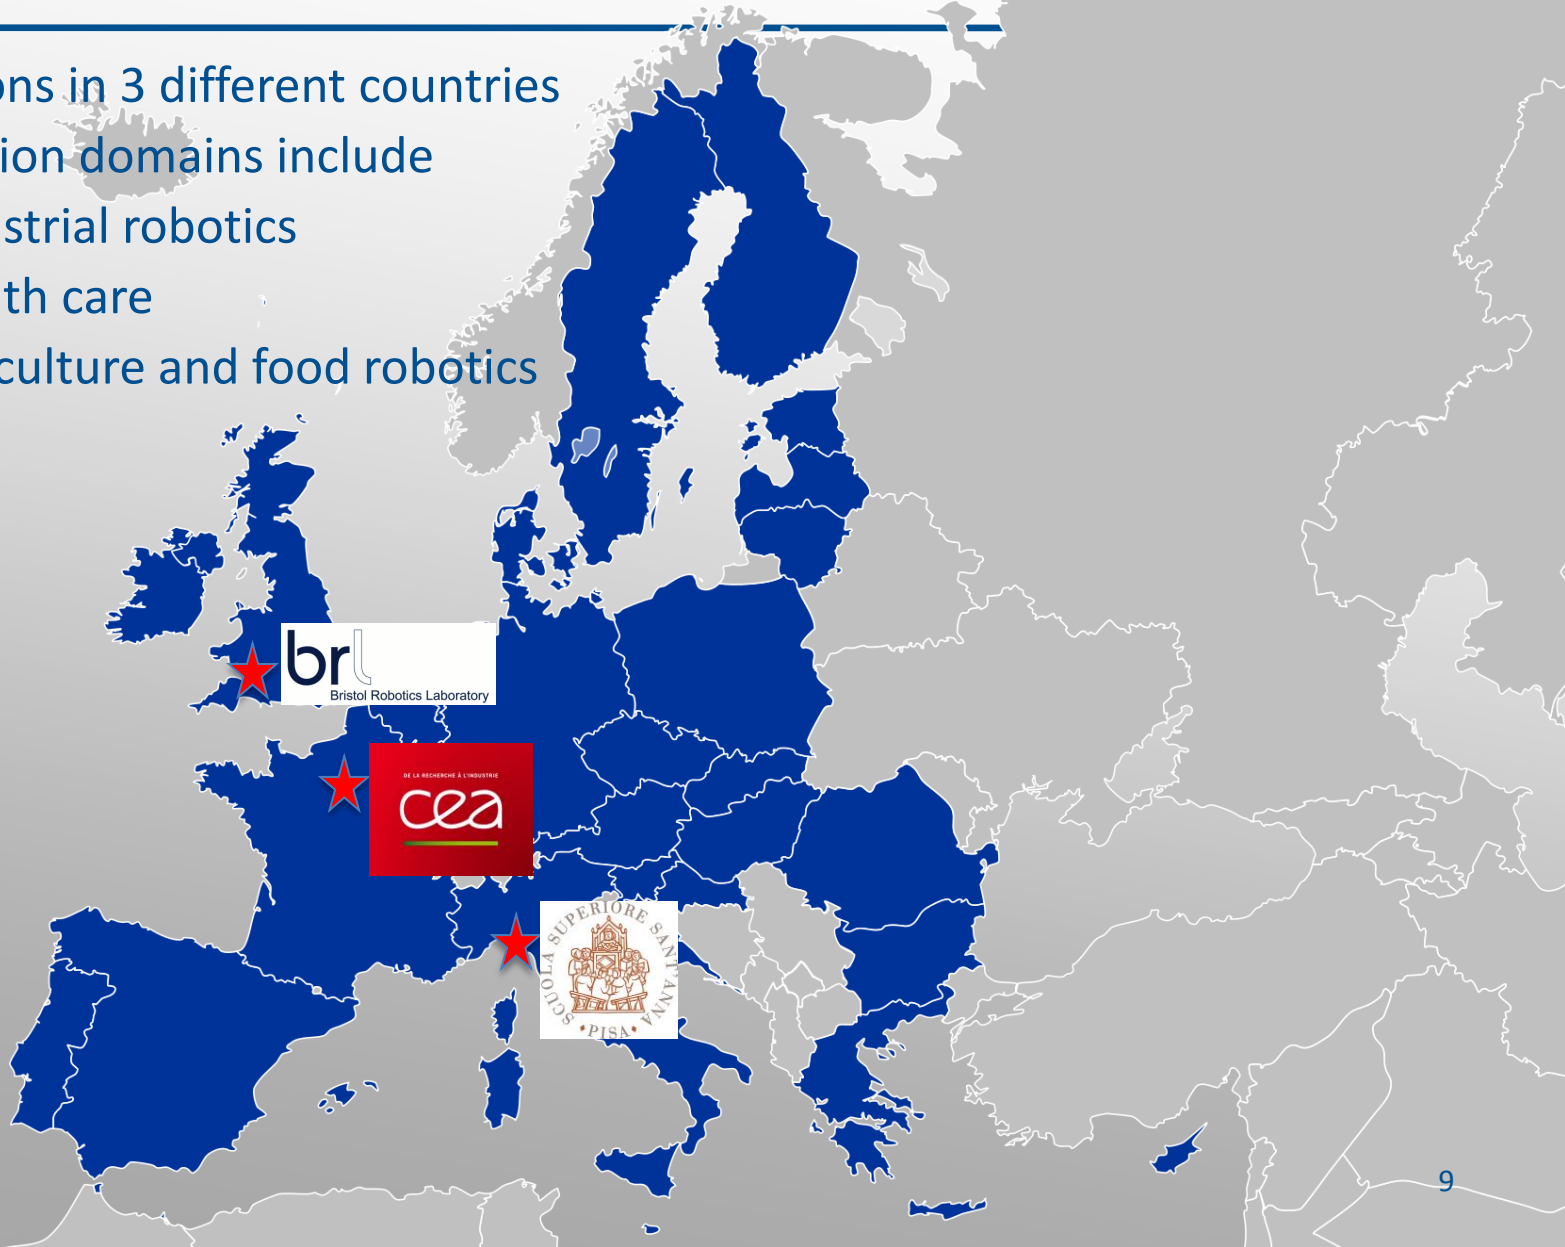 ons in 3 different countries
tion domains include
strial robotics
th care
culture and food robotics
brl
Bristol Robotics Laboratory
DE LA RECHERCHE À L'INDUSTRIE
cea
SCUOLA SUPERIORE SANT'ANNA
•PISA•
9